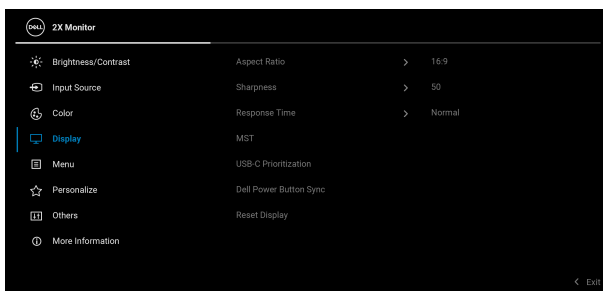 DELL 2X Monitor
Brightness/Contrast Aspect Ratio 16:9
Input Source Sharpness 50
Color Response Time Normal
Display MST
Menu USB-C Prioritization
Personalize Dell Power Button Sync
Others Reset Display
More Information
Exit